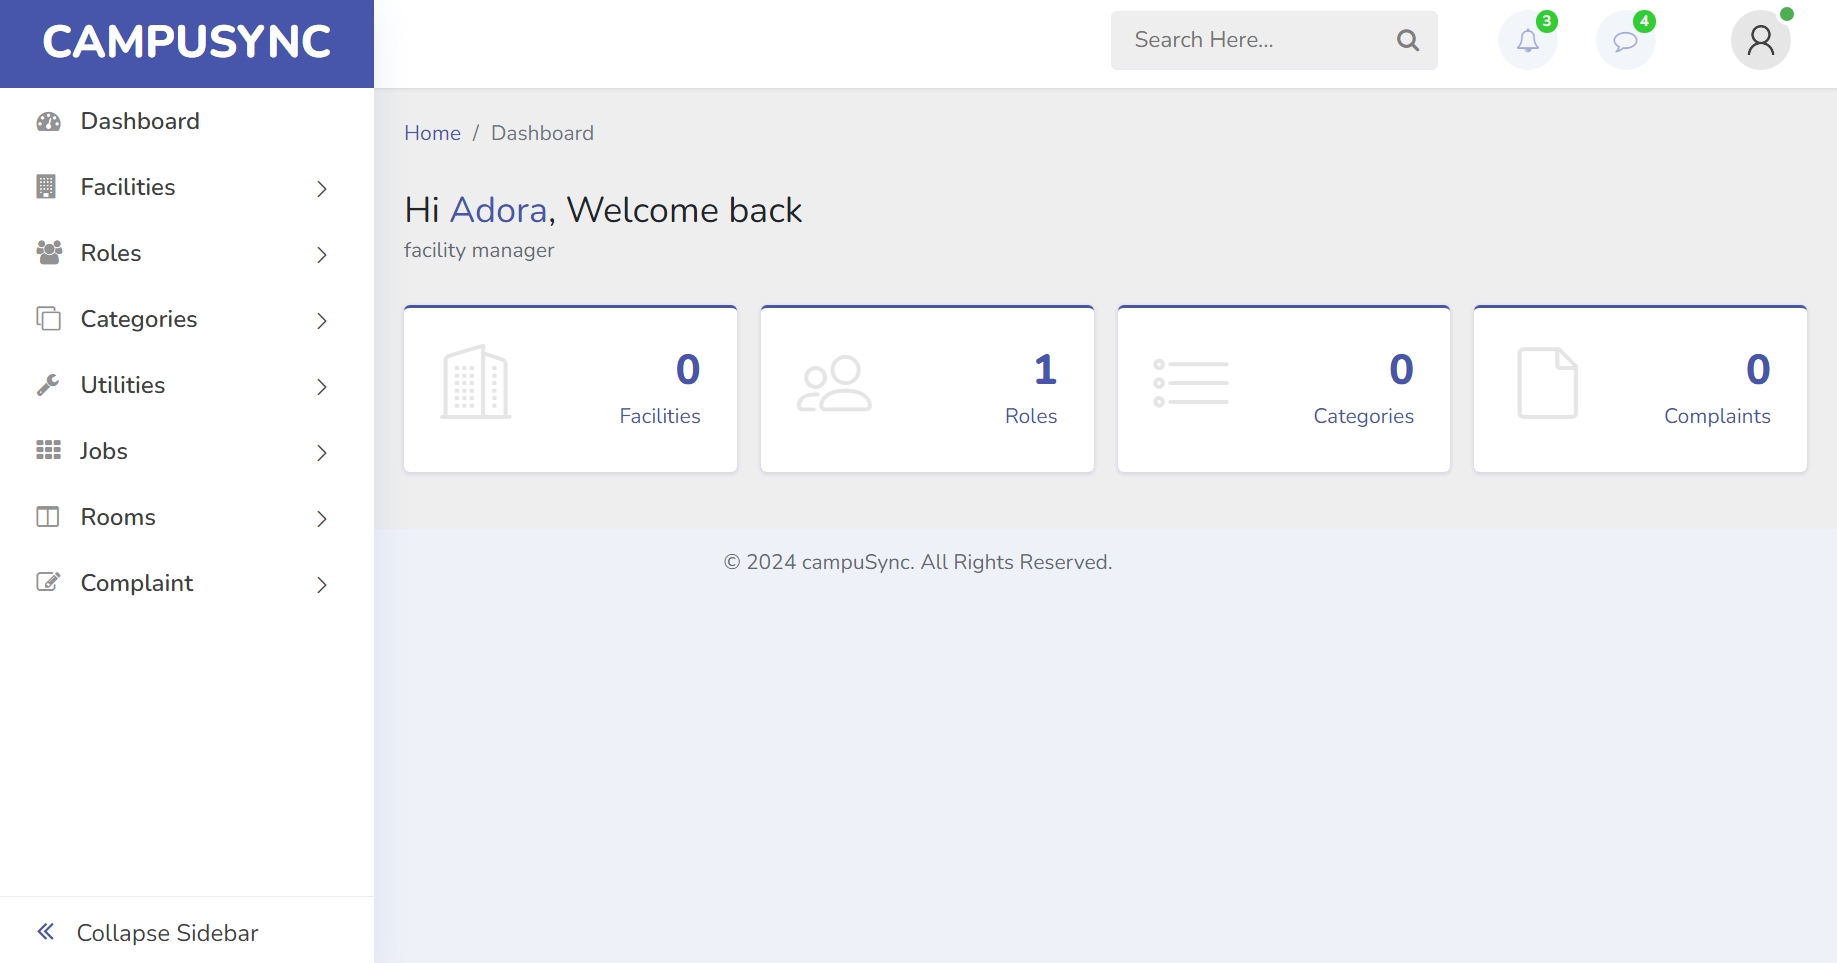 CAMPUSYNC
Search Here...
3
4
Dashboard
Facilities
Roles
Categories
Utilities
Jobs
Rooms
Complaint
Collapse Sidebar
Home / Dashboard
Hi Adora, Welcome back
facility manager
0
Facilities
1
Roles
0
Categories
0
Complaints
© 2024 campuSync. All Rights Reserved.